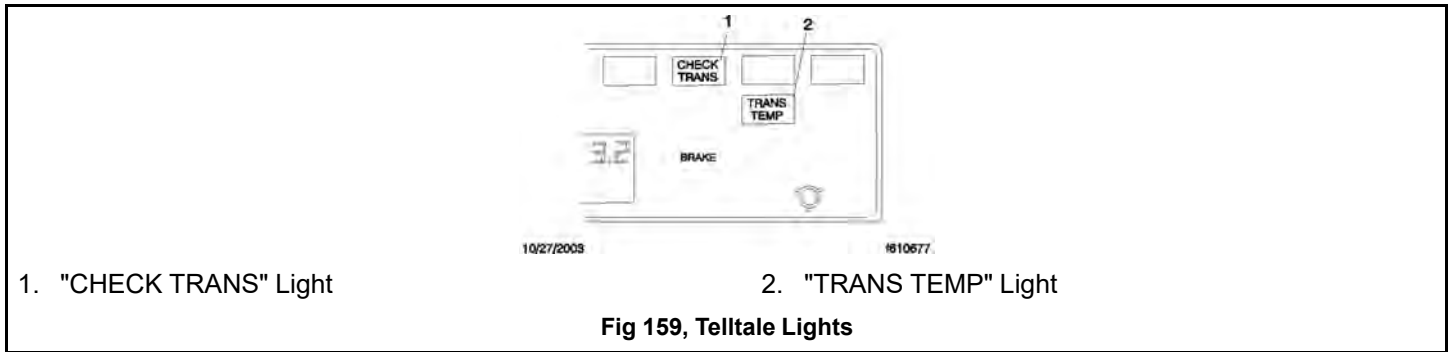 1 2
CHECK
TRANS
TRANS
TEMP
3.2 BRAKE
10/27/2003 f610677
1. "CHECK TRANS" Light 2. "TRANS TEMP" Light
Fig 159, Telltale Lights